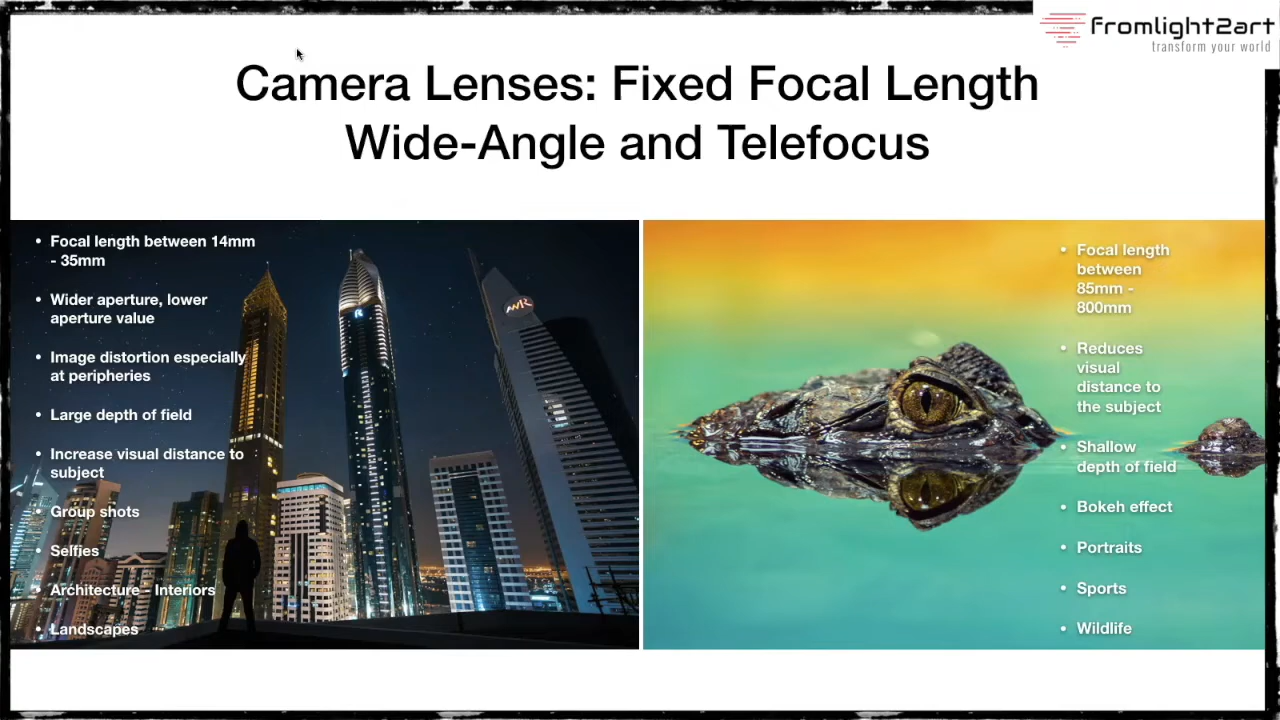 Fromlight2art
transform your world
Camera Lenses: Fixed Focal Length
Wide-Angle and Telefocus
• Focal length between 14mm
- 35mm
• Wider aperture, lower
aperture value
• Image distortion especially
at peripheries
• Large depth of field
• Increase visual distance to
subject
• Group shots
• Selfies
• Architecture - Interiors
• Landscapes
• Focal length
between
85mm -
800mm
• Reduces
visual
distance to
the subject
• Shallow
depth of field
• Bokeh effect
• Portraits
• Sports
• Wildlife